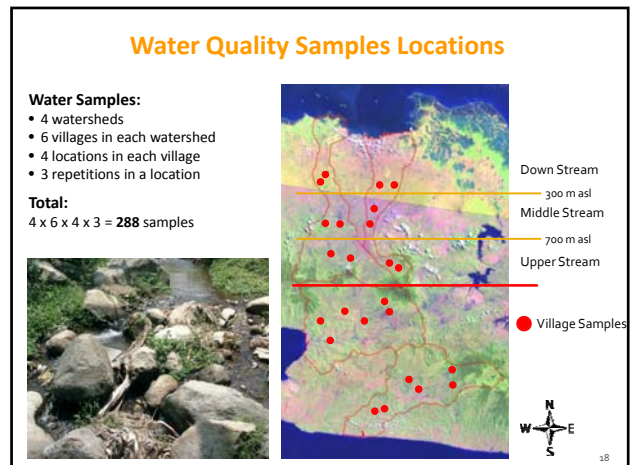 Water Quality Samples Locations
Water Samples:
• 4 watersheds
• 6 villages in each watershed
• 4 locations in each village
• 3 repetitions in a location
Total:
4 x 6 x 4 x 3 = 288 samples
Down Stream
300 m asl
Middle Stream
700 m asl
Upper Stream
Village Samples
N
W E
S
18